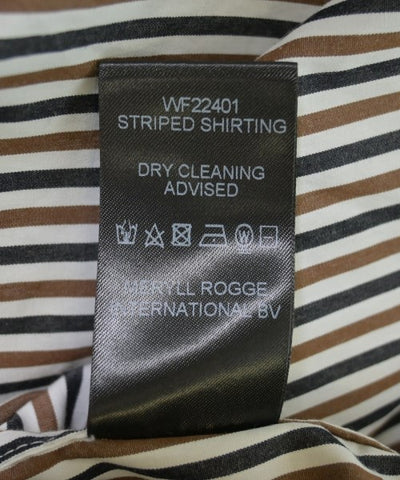 WF22401
STRIPED SHIRTING
DRY CLEANING
ADVISED
W
MERYLL ROGGE
INTERNATIONAL BV